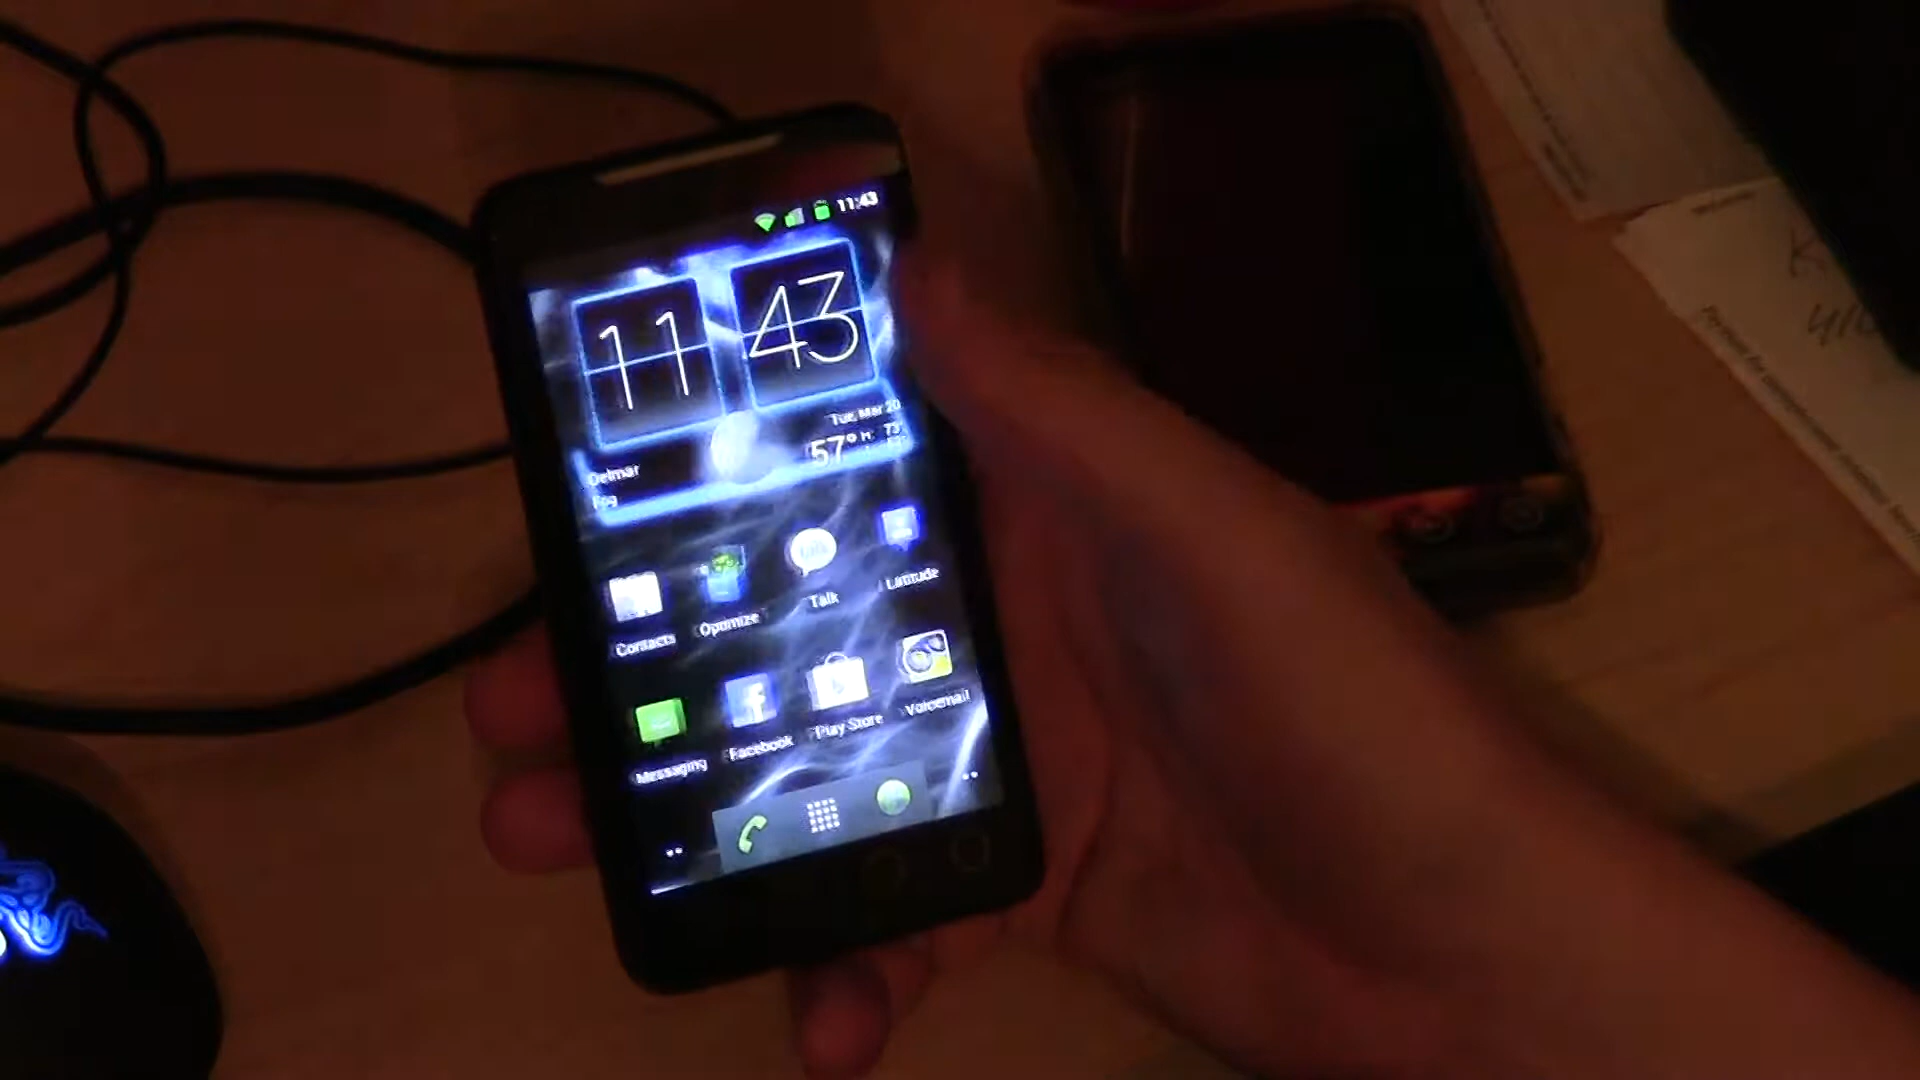 11:43
11 43
Tue, Mar 20
57° H: 73°
Delmar
Fog
Talk
Latitude
Contacts
Optimize
Voicemail
Play Store
Facebook
Messaging